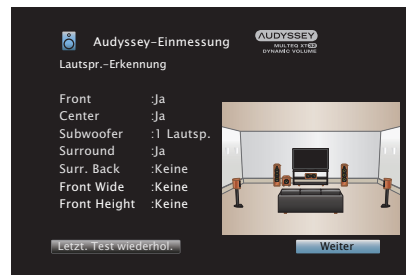 Audyssey-Einmessung
AUDYSSEY
MULTEQ XT32
DYNAMIC VOLUME
Lautspr.-Erkennung
Front :Ja
Center :Ja
Subwoofer :1 Lautsp.
Surround :Ja
Surr. Back :Keine
Front Wide :Keine
Front Height :Keine
Letzt. Test wiederhol.
Weiter